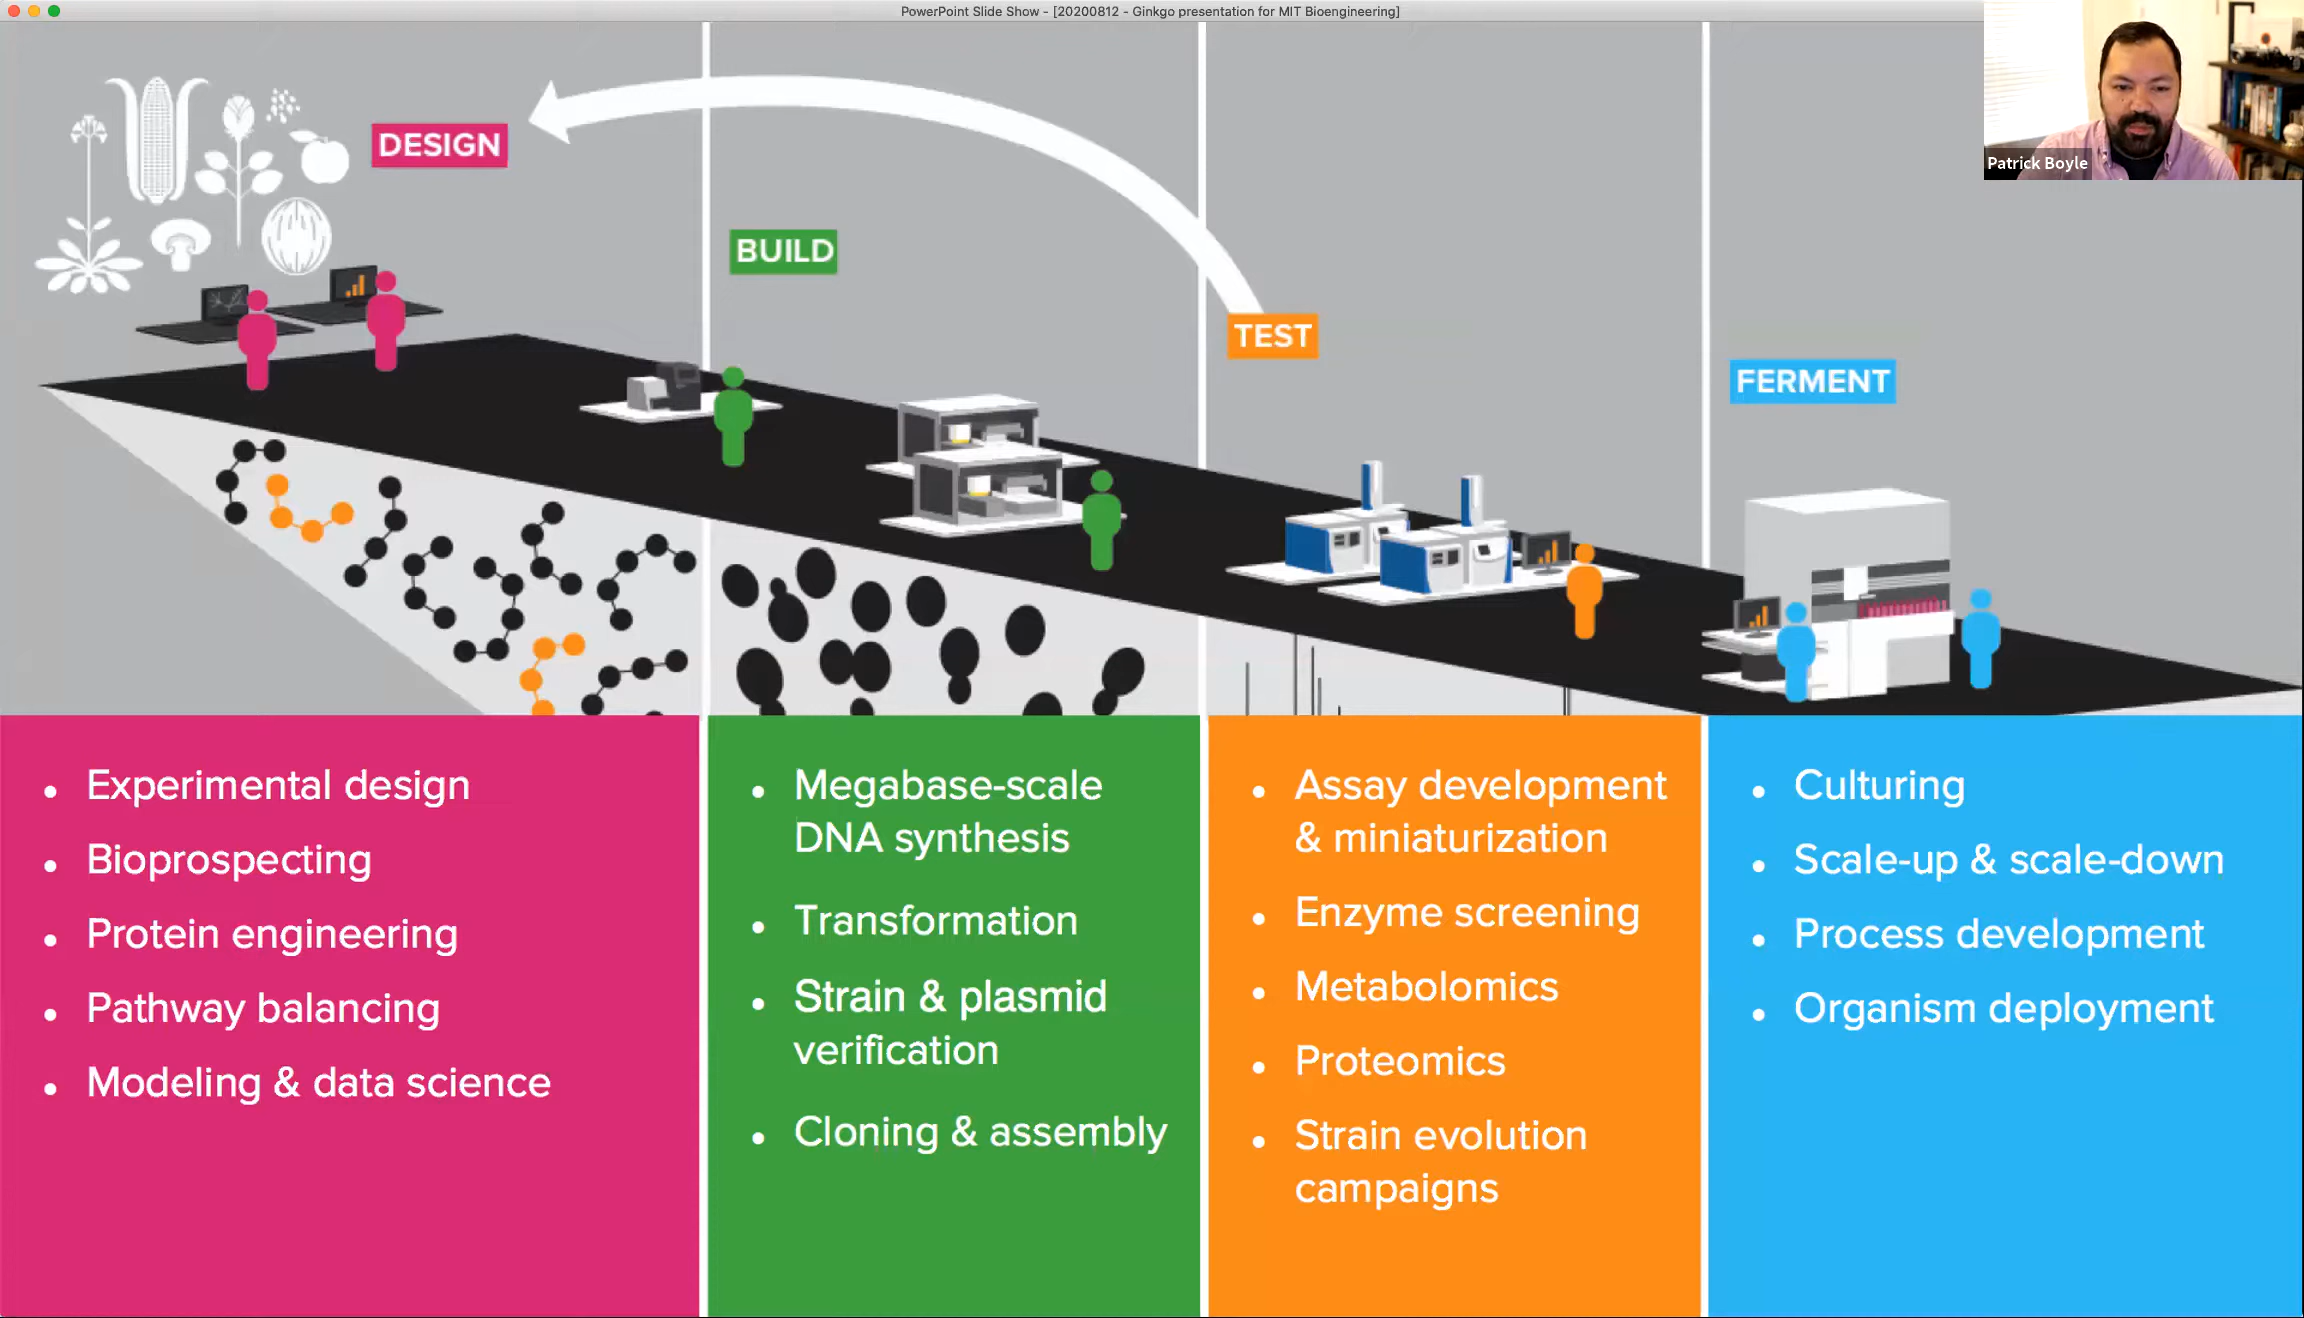 PowerPoint Slide Show - [20200812 - Ginkgo presentation for MIT Bioengineering]
Patrick Boyle
DESIGN
BUILD
TEST
FERMENT
• Experimental design
• Bioprospecting
• Protein engineering
• Pathway balancing
• Modeling & data science
• Megabase-scale
DNA synthesis
• Transformation
• Strain & plasmid
verification
• Cloning & assembly
• Assay development
& miniaturization
• Enzyme screening
• Metabolomics
• Proteomics
• Strain evolution
campaigns
• Culturing
• Scale-up & scale-down
• Process development
• Organism deployment